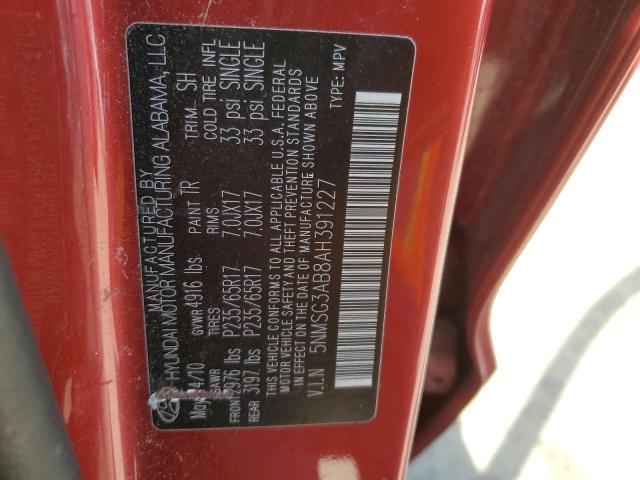 MANUFACTURED BY
HYUNDAI MOTOR MANUFACTURING ALABAMA, LLC
4/10 GVWR 4916 lbs PAINT TR TRIM: SH
GAWR TIRES RIMS COLD TIRE INFL
FRONT 2976 lbs P235/65R17 7.0JX17 33 psi SINGLE
REAR 3197 lbs P235/65R17 7.0JX17 33 psi SINGLE
THIS VEHICLE CONFORMS TO ALL APPLICABLE U.S.A. FEDERAL
MOTOR VEHICLE SAFETY AND THEFT PREVENTION STANDARDS
IN EFFECT ON THE DATE OF MANUFACTURE SHOWN ABOVE
V.I.N 5NMSG3AB8AH391227 TYPE: MPV